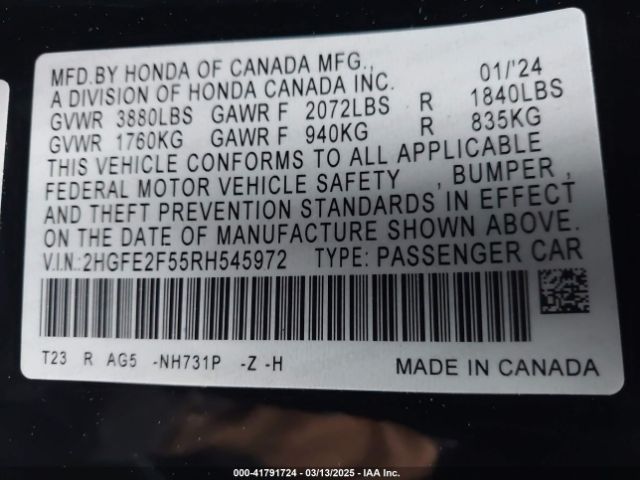 MFD.BY HONDA OF CANADA MFG., 01/'24
A DIVISION OF HONDA CANADA INC.
GVWR 3880LBS GAWR F 2072LBS R 1840LBS
GVWR 1760KG GAWR F 940KG R 835KG
THIS VEHICLE CONFORMS TO ALL APPLICABLE
FEDERAL MOTOR VEHICLE SAFETY , BUMPER ,
AND THEFT PREVENTION STANDARDS IN EFFECT
ON THE DATE OF MANUFACTURE SHOWN ABOVE.
V.I.N.:2HGFE2F55RH545972 TYPE: PASSENGER CAR
T23 R AG5 -NH731P -Z -H MADE IN CANADA
000-41791724 — 03/13/2025 — IAA Inc.